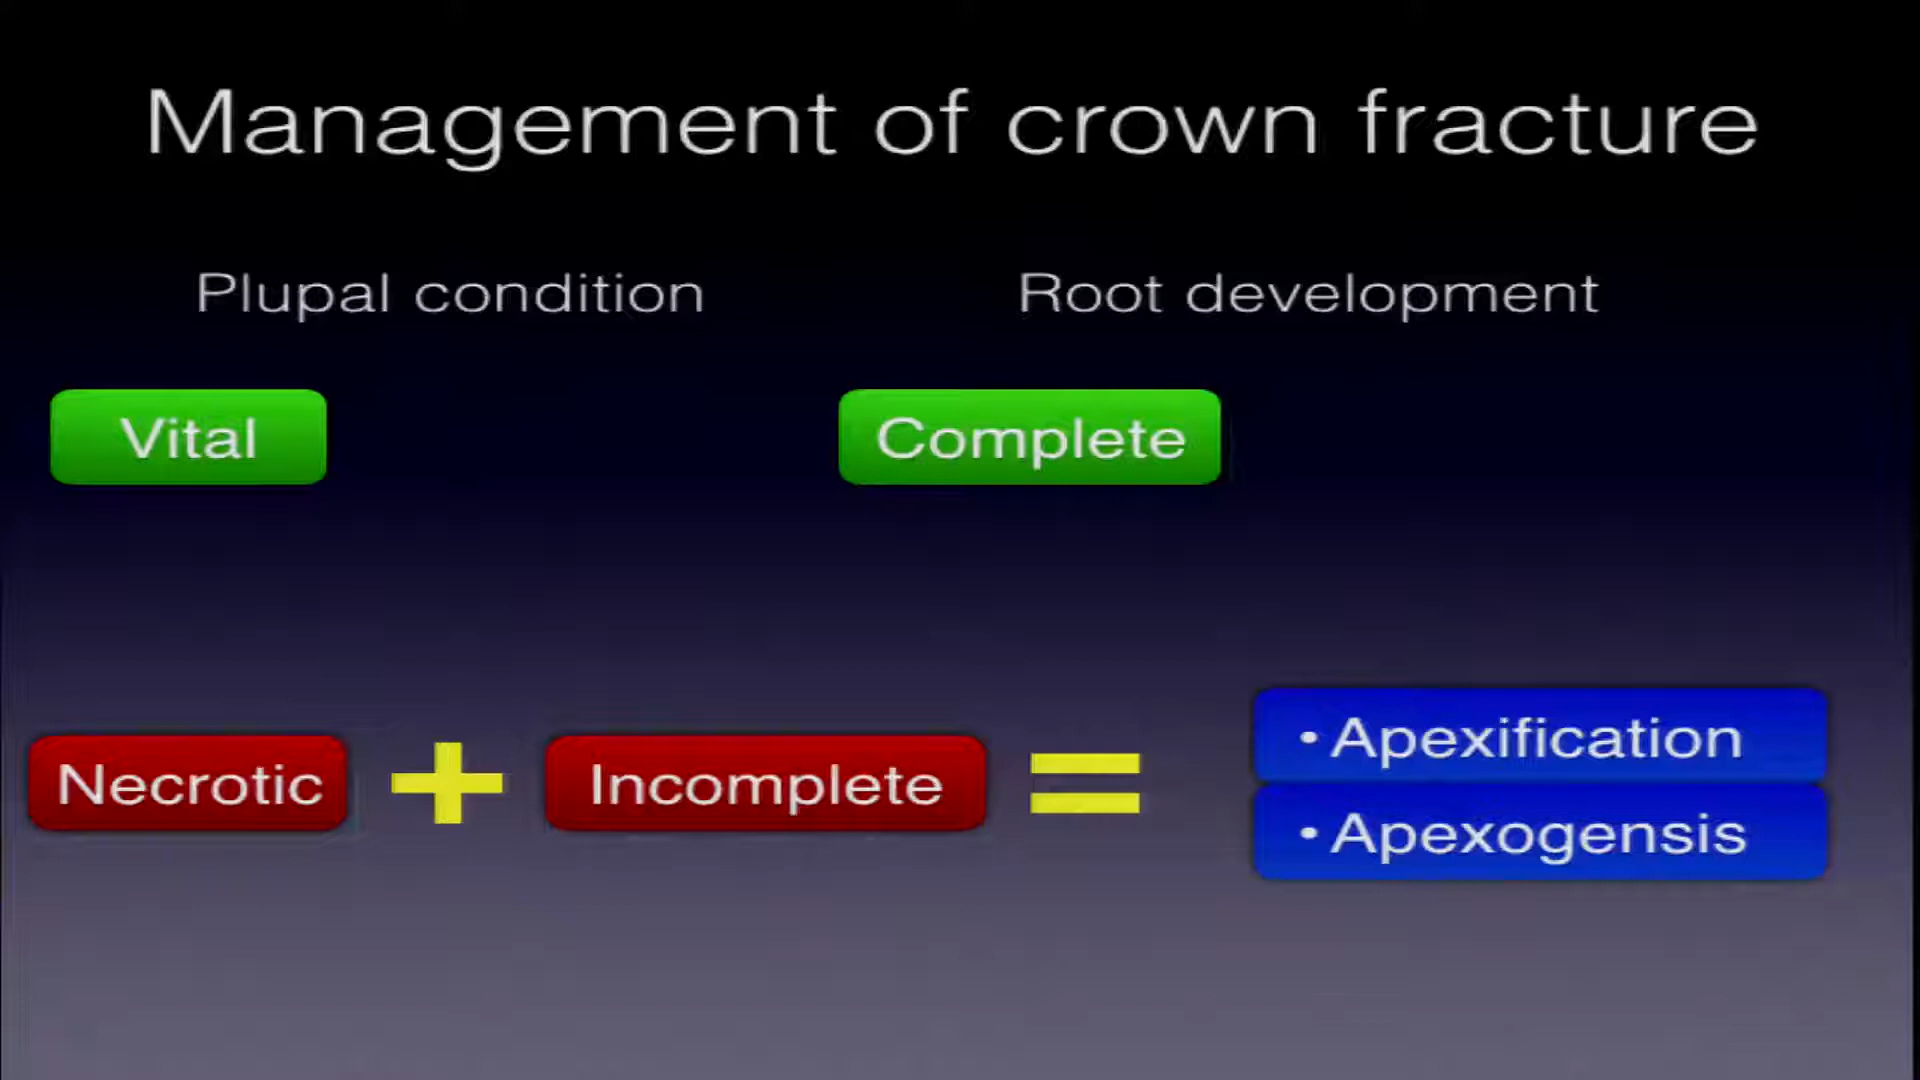 Management of crown fracture
Plupal condition
Root development
Vital
Complete
Necrotic + Incomplete =
• Apexification
• Apexogensis